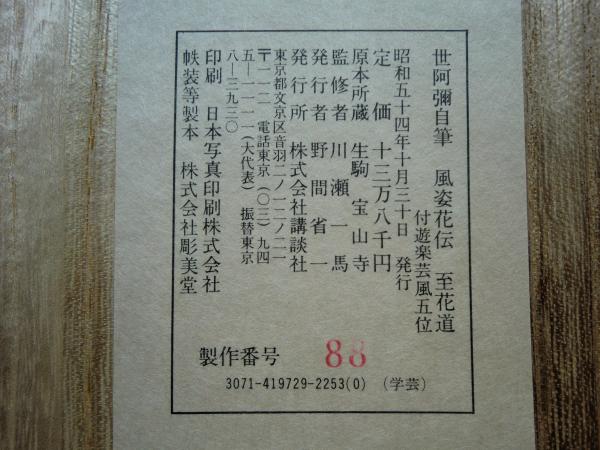 世阿彌自筆 風姿花伝 至花道
付遊楽芸風五位
昭和五十四年十月三十日 発行
定価 十三万八千円
原本所蔵 生駒 宝山寺
監修者 川瀬一馬
発行者 野間省一
発行所 株式会社講談社
東京都文京区音羽二ノ一二ノ二一
〒一一二 電話東京(〇三)九四
五―一一一一(大代表) 振替東京
八―三九三〇
印刷 日本写真印刷株式会社
帙装等製本 株式会社彫美堂
製作番号 88
3071-419729-2253(0) (学芸)